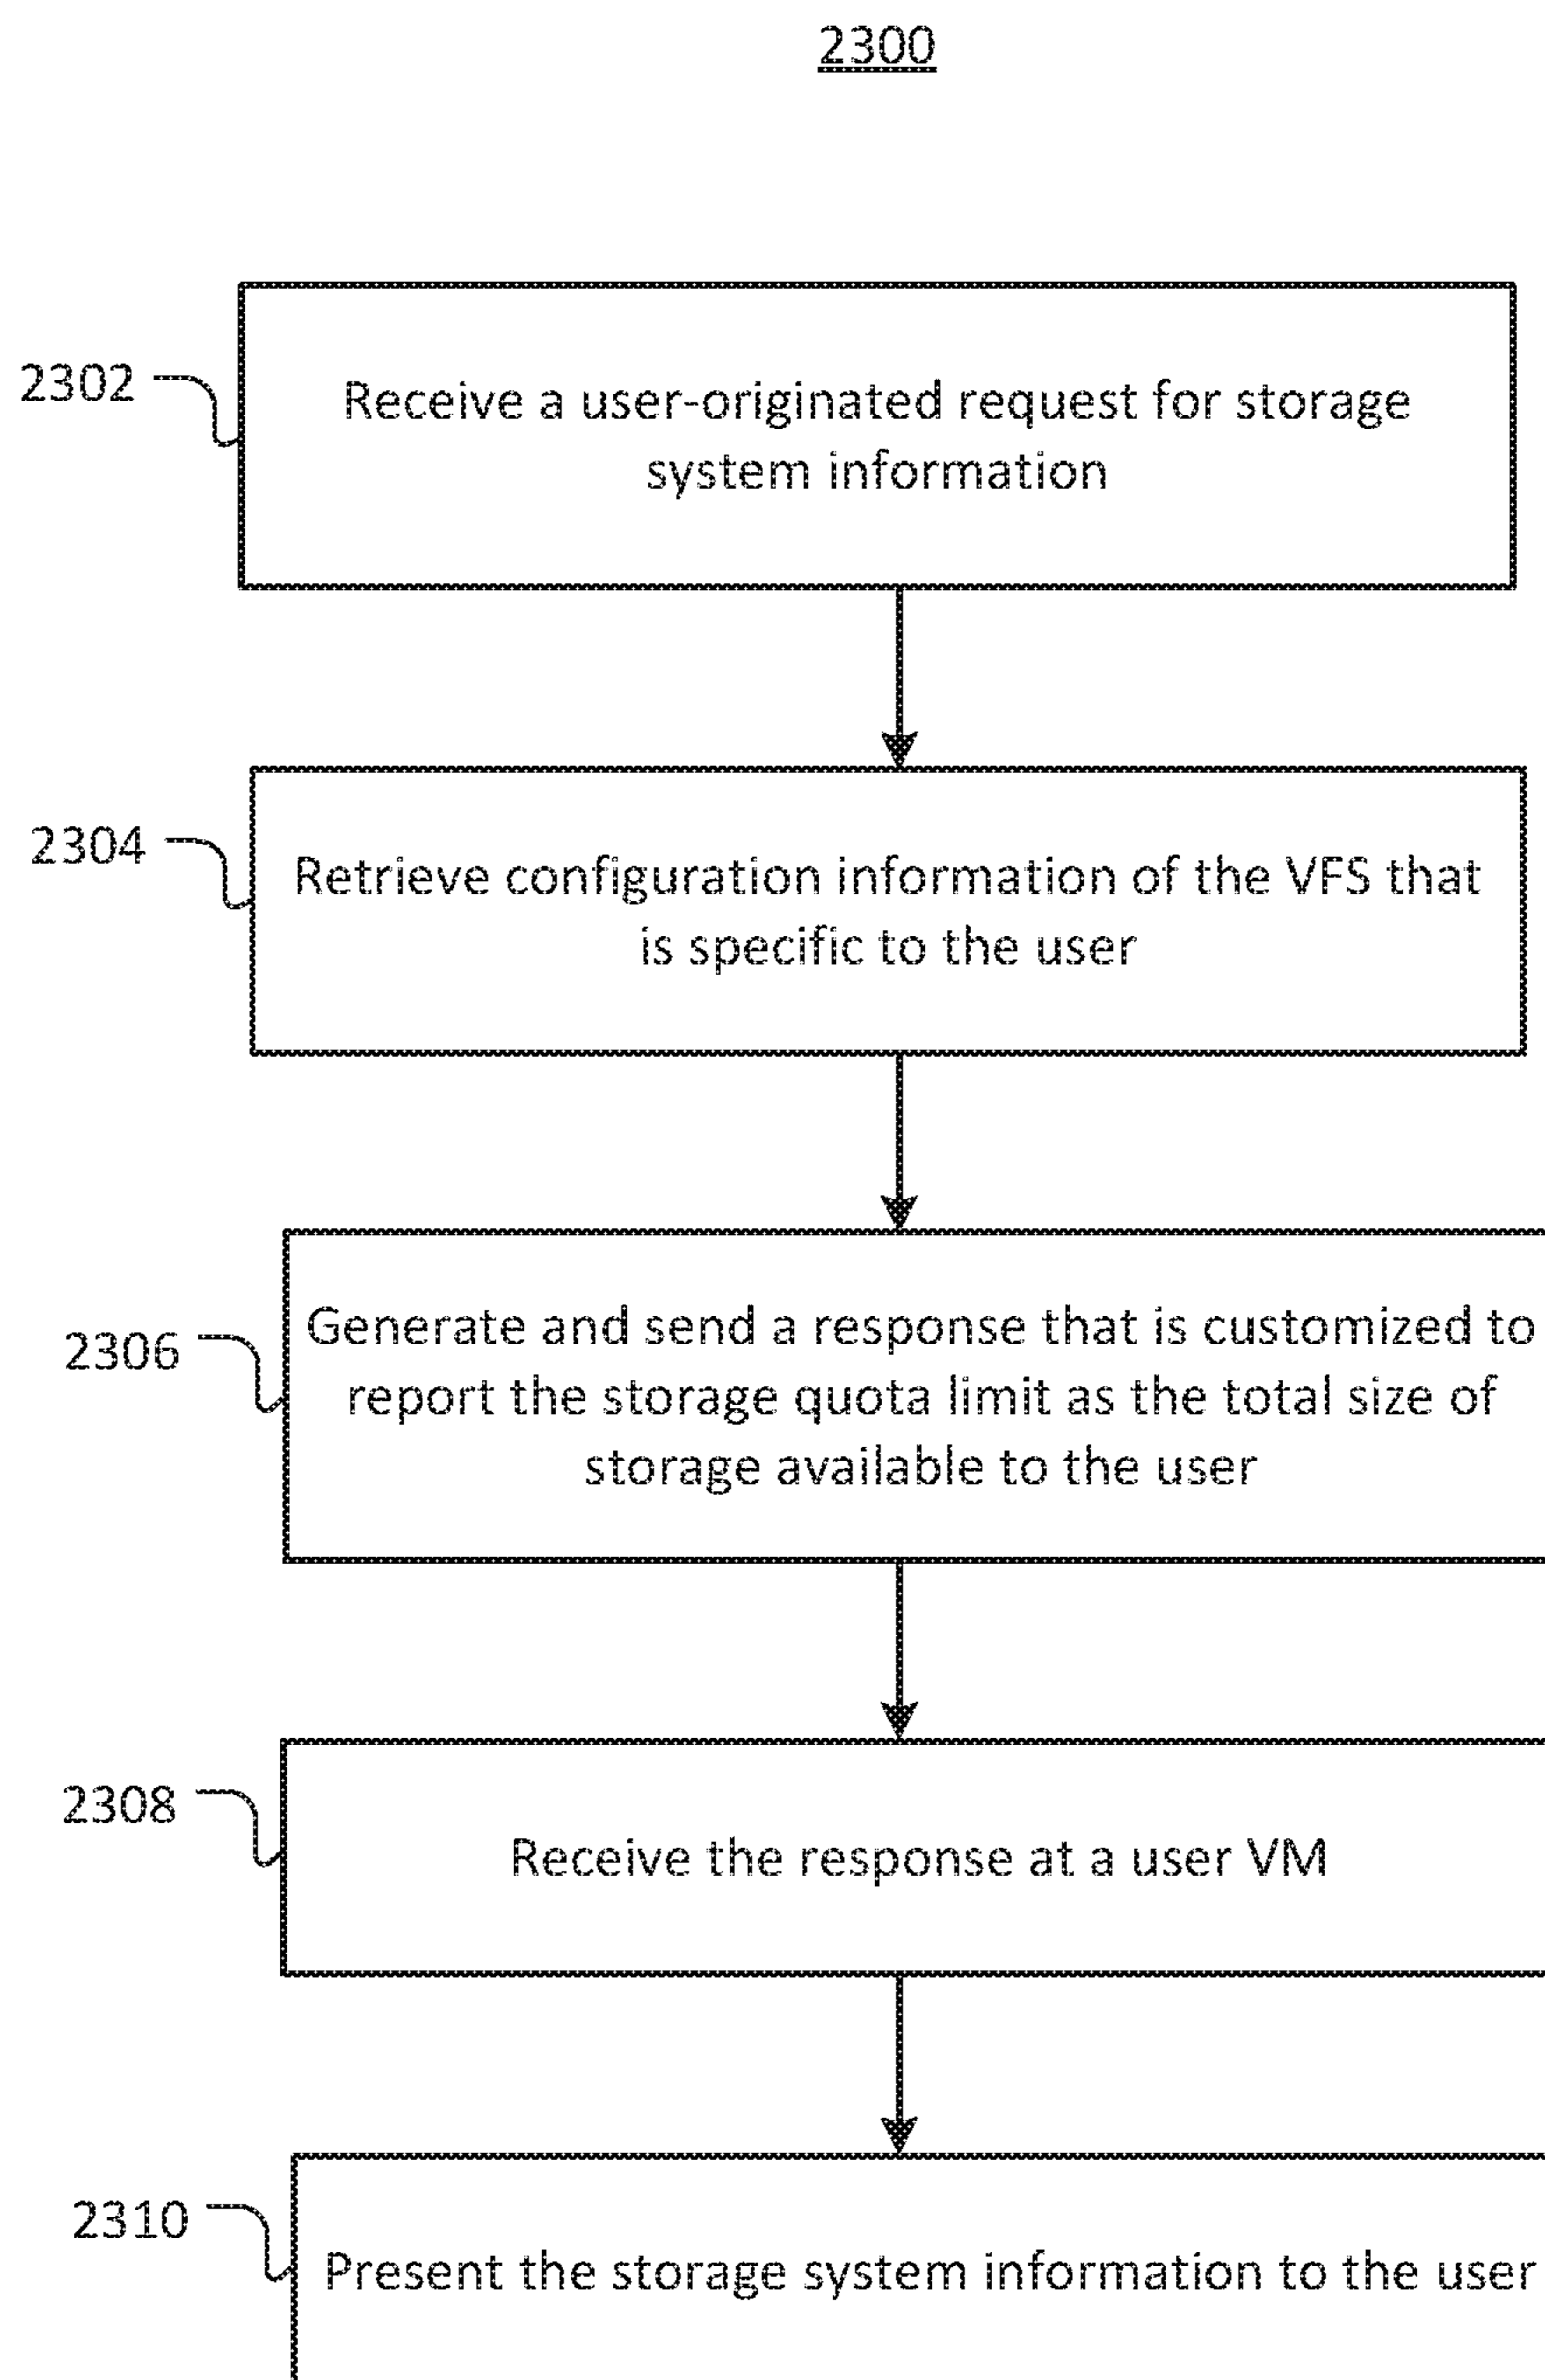 2300
2302
Receive a user-originated request for storage
system information
2304
Retrieve configuration information of the VFS that
is specific to the user
2306
Generate and send a response that is customized to
report the storage quota limit as the total size of
storage available to the user
2308
Receive the response at a user VM
2310
Present the storage system information to the user